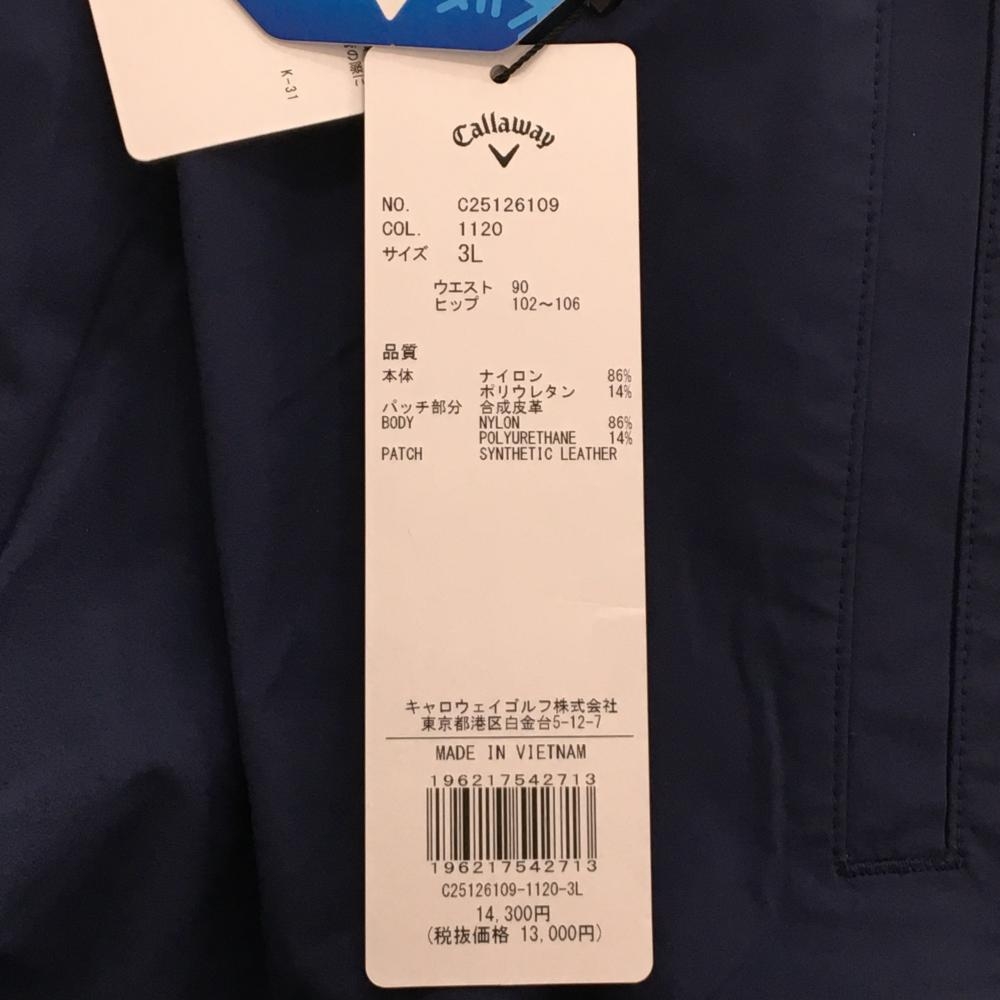 の際に
K-31
Callaway
NO. C25126109
COL. 1120
サイズ 3L
ウエスト 90
ヒップ 102～106
品質
本体 ナイロン 86%
ポリウレタン 14%
パッチ部分 合成皮革
BODY NYLON 86%
POLYURETHANE 14%
PATCH SYNTHETIC LEATHER
キャロウェイゴルフ株式会社
東京都港区白金台5-12-7
MADE IN VIETNAM
196217542713
196217542713
C25126109-1120-3L
14,300円
(税抜価格 13,000円)